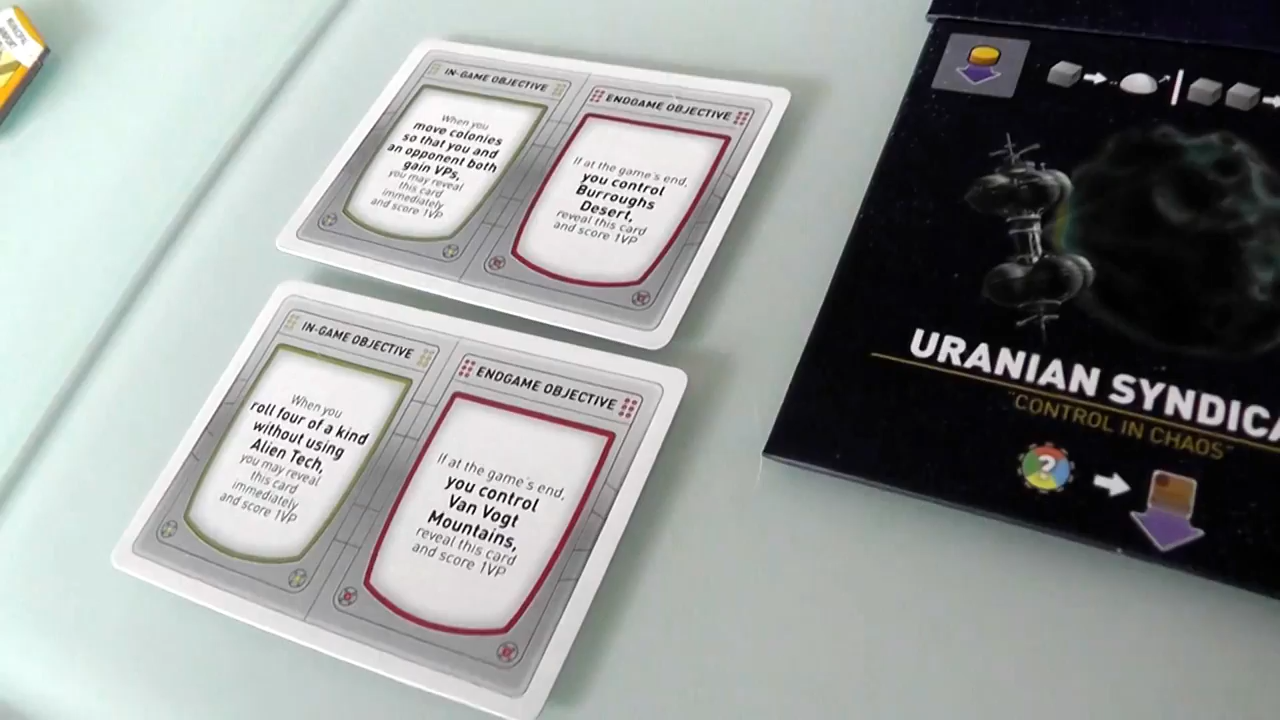 IN-GAME OBJECTIVE
When you
move colonies
so that you and
an opponent both
gain VPs,
you may reveal
this card
immediately
and score 1VP
ENDGAME OBJECTIVE
If at the game's end,
you control
Burroughs
Desert,
reveal this card
and score 1VP
IN-GAME OBJECTIVE
When you
roll four of a kind
without using
Alien Tech,
you may reveal
this card
immediately
and score 1VP
ENDGAME OBJECTIVE
If at the game's end,
you control
Van Vogt
Mountains,
reveal this card
and score 1VP
URANIAN SYNDICA
"CONTROL IN CHAOS"
?